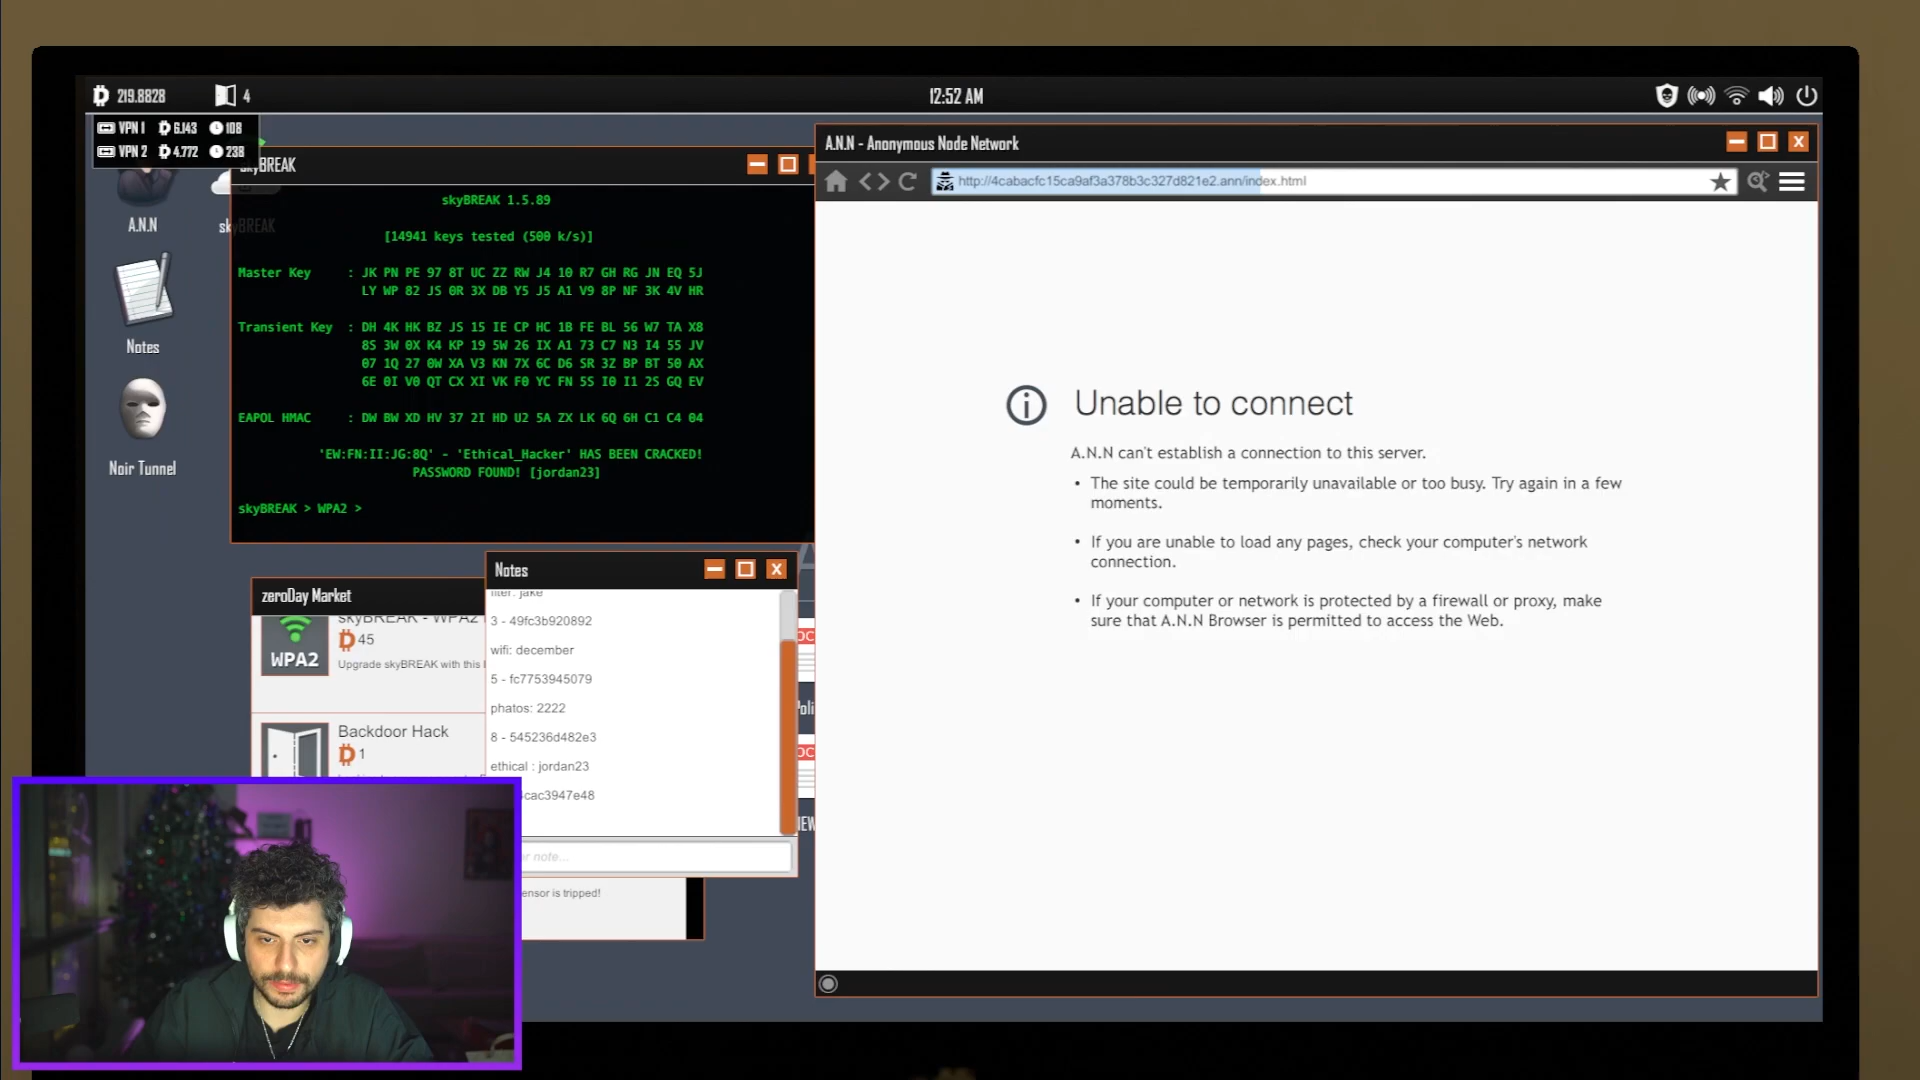 219.8828
4
12:52 AM
VPN 1 6.143 108
VPN 2 4.772 238
A.N.N
skyBREAK
Notes
Noir Tunnel
skyBREAK
skyBREAK 1.5.89
[14941 keys tested (500 k/s)]
Master Key : JK PN PE 97 8T UC ZZ RW J4 10 R7 GH RG JN EQ 5J
LY WP 82 JS 0R 3X DB Y5 J5 A1 V9 8P NF 3K 4V HR
Transient Key : DH 4K HK BZ JS 15 IE CP HC 1B FE BL 56 W7 TA X8
8S 3W 0X K4 KP 19 5W 26 IX A1 73 C7 N3 I4 55 JV
07 1Q 27 0W XA V3 KN 7X 6C D6 SR 3Z BP BT 50 AX
6E 0I V0 QT CX XI VK F0 YC FN 5S I0 I1 2S GQ EV
EAPOL HMAC : DW BW XD HV 37 2I HD U2 5A ZX LK 6Q 6H C1 C4 04
'EW:FN:II:JG:8Q' - 'Ethical_Hacker' HAS BEEN CRACKED!
PASSWORD FOUND! [jordan23]
skyBREAK > WPA2 >
zeroDay Market
skyBREAK - WPA2
45
WPA2
Upgrade skyBREAK with this
Backdoor Hack
1
Notes
jake
3 - 49fc3b920892
wifi: december
5 - fc7753945079
phatos: 2222
8 - 545236d482e3
ethical : jordan23
cac3947e48
note...
ensor is tripped!
A.N.N - Anonymous Node Network
http://4cabacfc15ca9af3a378b3c327d821e2.ann/index.html
Unable to connect
A.N.N can't establish a connection to this server.
• The site could be temporarily unavailable or too busy. Try again in a few
moments.
• If you are unable to load any pages, check your computer's network
connection.
• If your computer or network is protected by a firewall or proxy, make
sure that A.N.N Browser is permitted to access the Web.